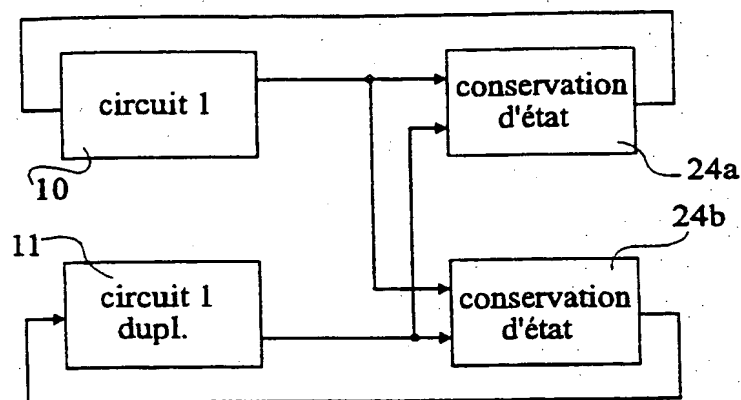 circuit 1
conservation
d'état
10
24a
24b
11
circuit 1
dupl.
conservation
d'état